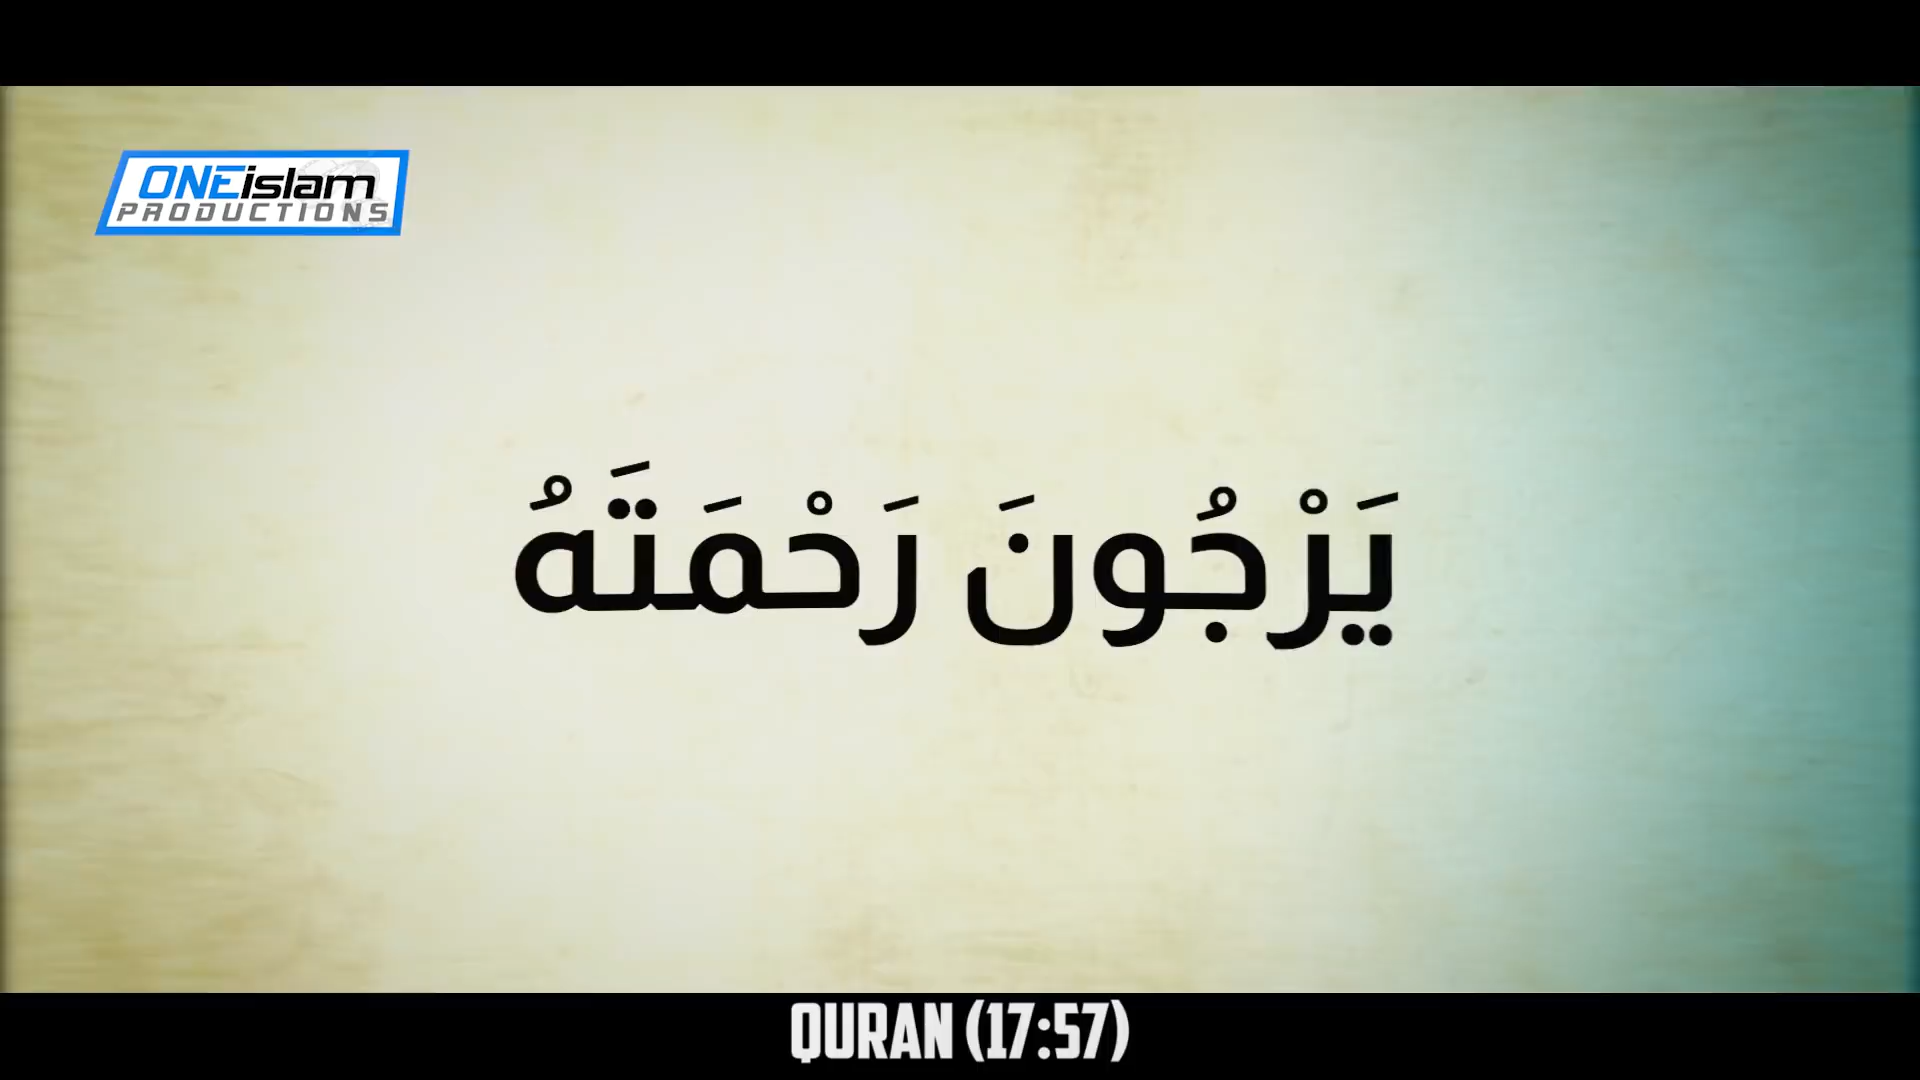 ONEislam
PRODUCTIONS
يَرْجُونَ رَحْمَتَهُ
QURAN (17:57)